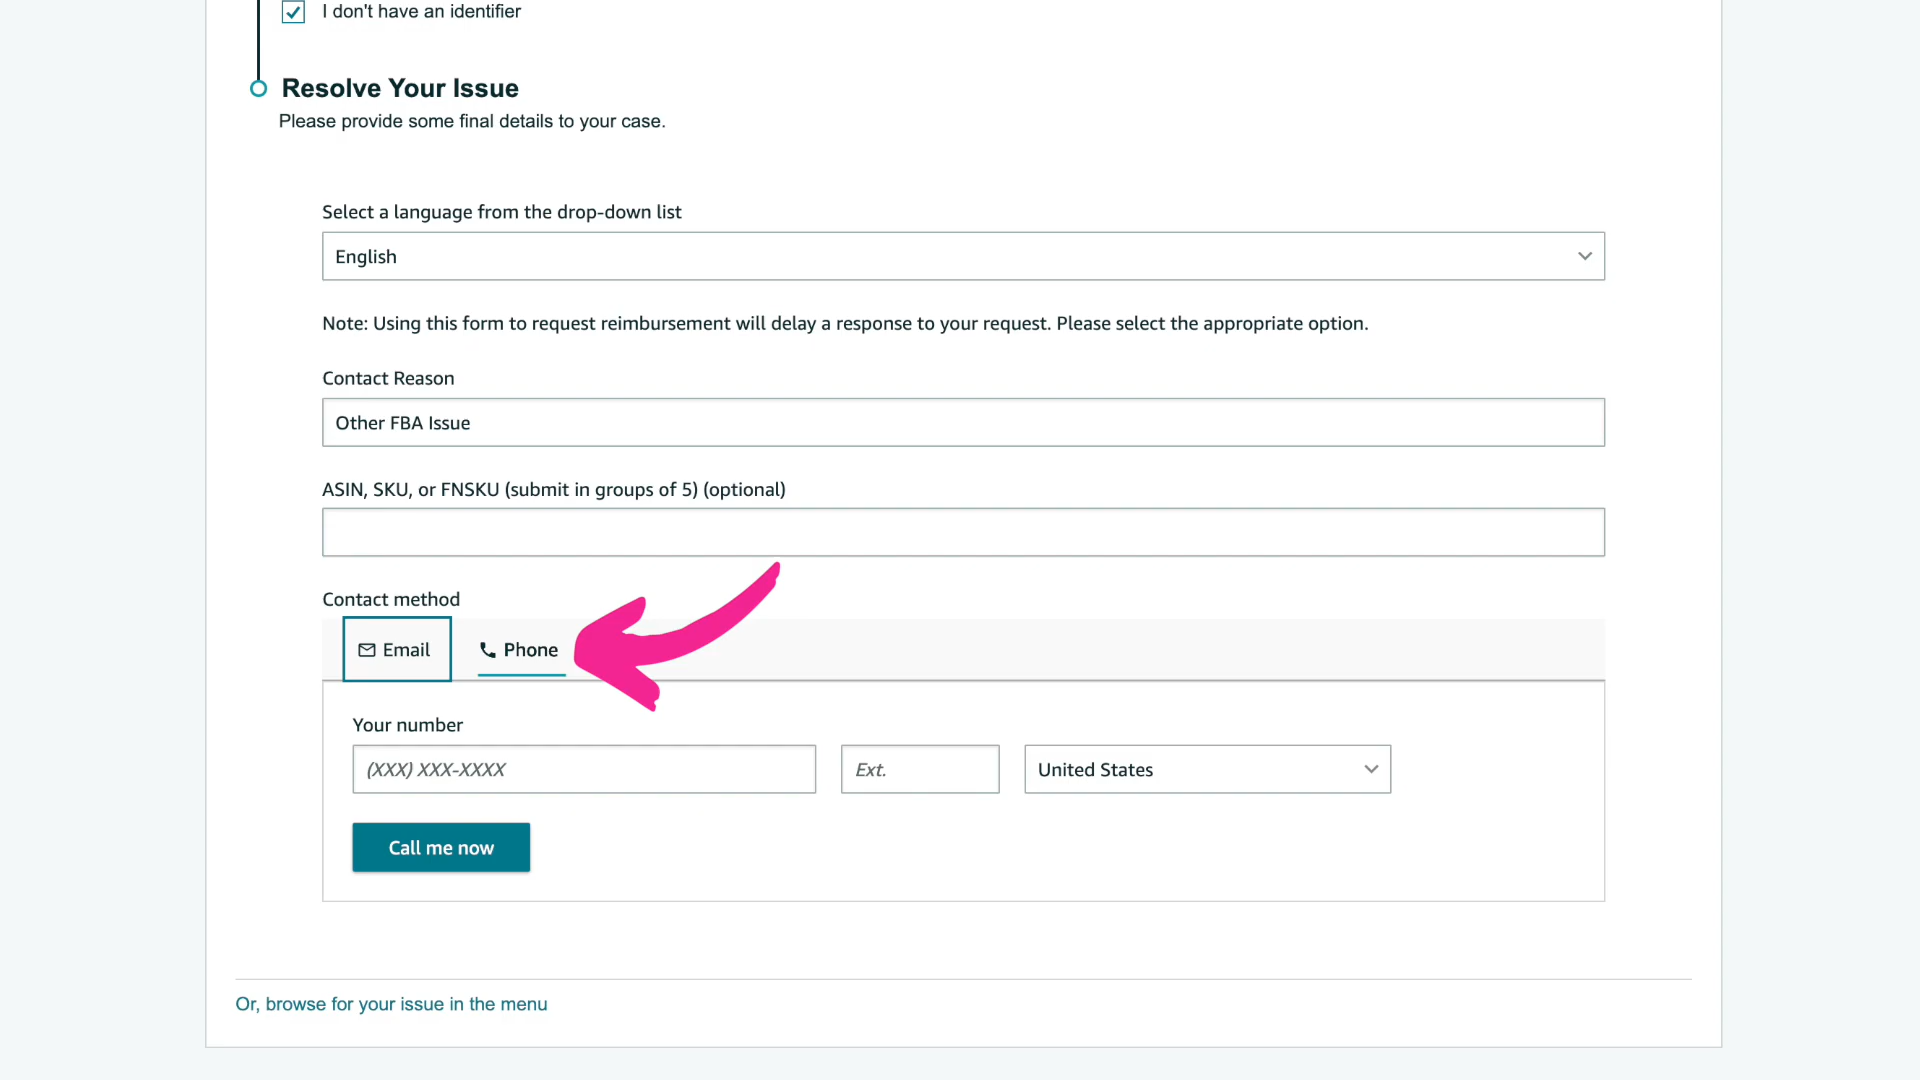 I don't have an identifier
Resolve Your Issue
Please provide some final details to your case.
Select a language from the drop-down list
English
Note: Using this form to request reimbursement will delay a response to your request. Please select the appropriate option.
Contact Reason
Other FBA Issue
ASIN, SKU, or FNSKU (submit in groups of 5) (optional)
Contact method
Email Phone
Your number
(XXX) XXX-XXXX Ext. United States
Call me now
Or, browse for your issue in the menu